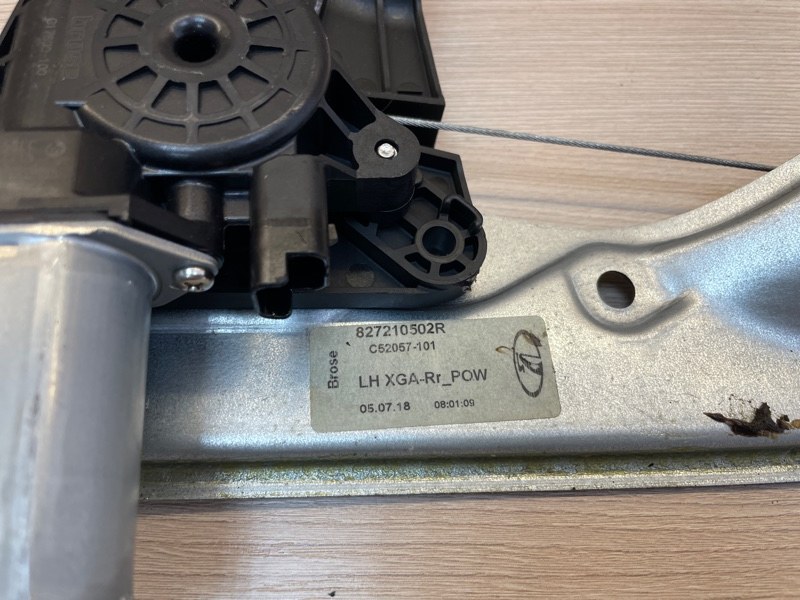 827210502R
C52057-101
Brose
LH XGA-Rr_POW
05.07.18 08:01:09